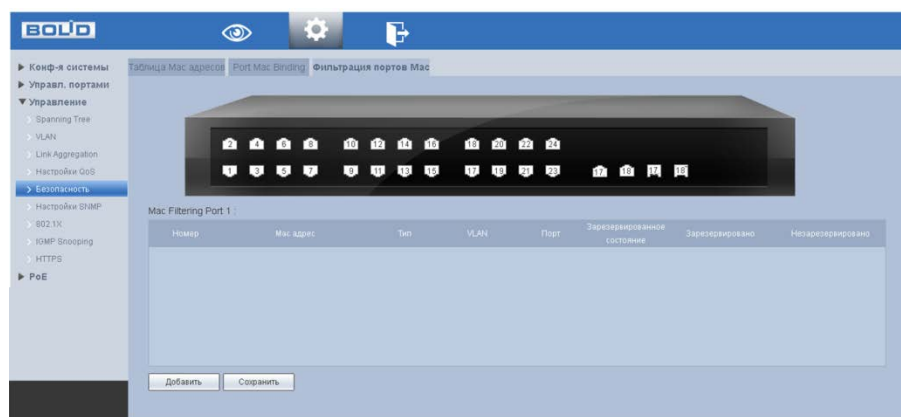 BOLID
Конф-я системы
Управл. портами
Управление
Spanning Tree
VLAN
Link Aggregation
Настройки QoS
Безопасность
Настройки SNMP
802.1X
IGMP Snooping
HTTPS
PoE
Таблица Mac адресов Port Mac Binding Фильтрация портов Mac
2 4 6 8 10 12 14 16 18 20 22 24
1 3 5 7 9 11 13 15 17 19 21 23 17 18 17 18
Mac Filtering Port 1 :
Номер Mac адрес Тип VLAN Порт Зарезервированное состояние Зарезервировано Незарезервировано
Добавить Сохранить